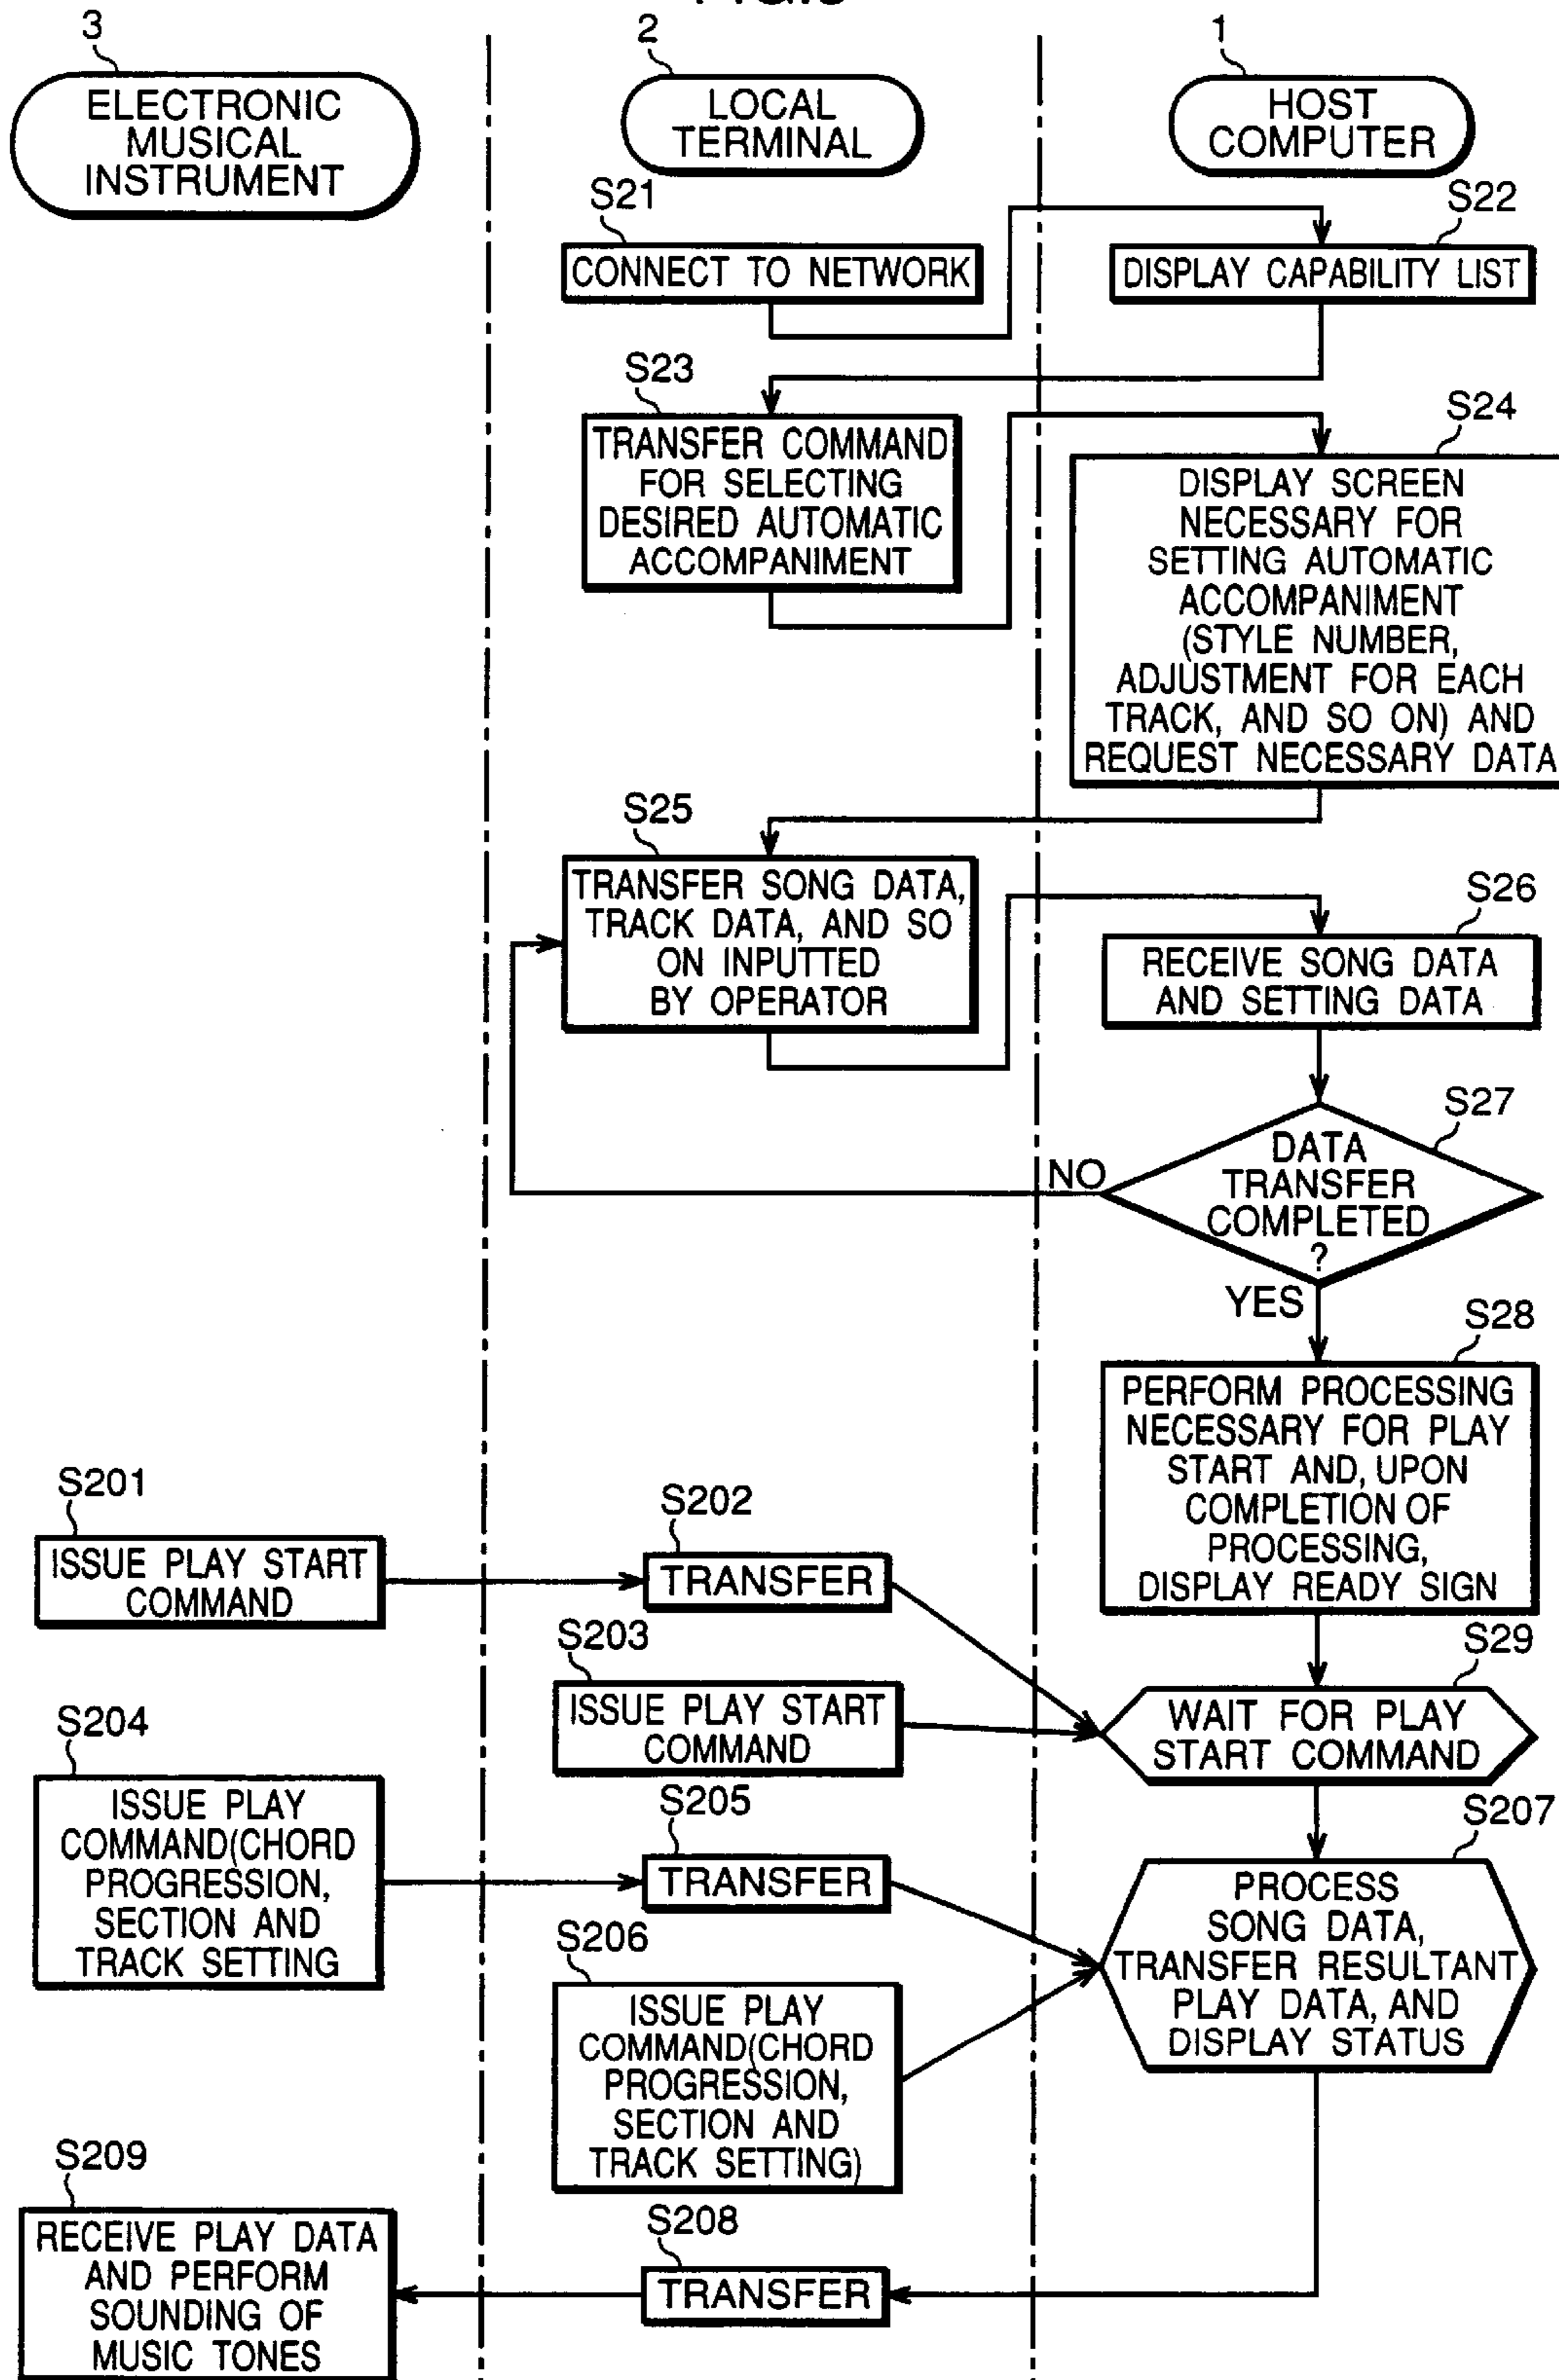 3
2
1
ELECTRONIC
MUSICAL
INSTRUMENT
LOCAL
TERMINAL
HOST
COMPUTER
S21
CONNECT TO NETWORK
S22
DISPLAY CAPABILITY LIST
S23
TRANSFER COMMAND
FOR SELECTING
DESIRED AUTOMATIC
ACCOMPANIMENT
S24
DISPLAY SCREEN
NECESSARY FOR
SETTING AUTOMATIC
ACCOMPANIMENT
(STYLE NUMBER,
ADJUSTMENT FOR EACH
TRACK, AND SO ON) AND
REQUEST NECESSARY DATA
S25
TRANSFER SONG DATA,
TRACK DATA, AND SO
ON INPUTTED
BY OPERATOR
S26
RECEIVE SONG DATA
AND SETTING DATA
S27
DATA
TRANSFER
COMPLETED
?
NO
YES
S28
PERFORM PROCESSING
NECESSARY FOR PLAY
START AND, UPON
COMPLETION OF
PROCESSING,
DISPLAY READY SIGN
S201
ISSUE PLAY START
COMMAND
S202
TRANSFER
S203
ISSUE PLAY START
COMMAND
S29
WAIT FOR PLAY
START COMMAND
S204
ISSUE PLAY
COMMAND(CHORD
PROGRESSION,
SECTION AND
TRACK SETTING
S205
TRANSFER
S206
ISSUE PLAY
COMMAND(CHORD
PROGRESSION,
SECTION AND
TRACK SETTING)
S207
PROCESS
SONG DATA,
TRANSFER RESULTANT
PLAY DATA, AND
DISPLAY STATUS
S208
TRANSFER
S209
RECEIVE PLAY DATA
AND PERFORM
SOUNDING OF
MUSIC TONES